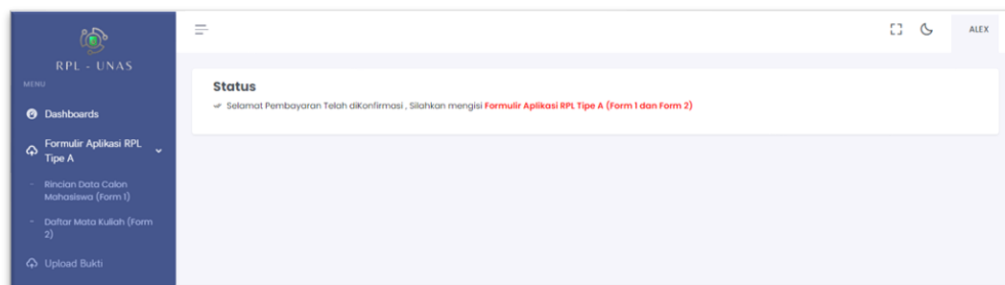 RPL - UNAS
MENU
Dashboards
Formulir Aplikasi RPL
Tipe A
- Rincian Data Calon
Mahasiswa (Form 1)
- Daftar Mata Kuliah (Form
2)
Upload Bukti
ALEX
Status
Selamat Pembayaran Telah diKonfirmasi , Silahkan mengisi Formulir Aplikasi RPL Tipe A (Form 1 dan Form 2)